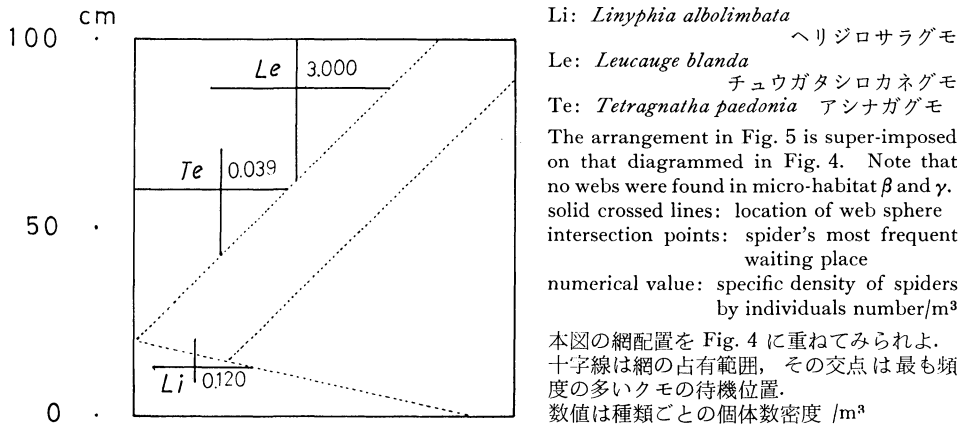 cm
100
50
0
Le 3.000
Te 0.039
Li 0.120
Li: Linyphia albolimbata
ヘリジロサラグモ
Le: Leucauge blanda
チュウガタシロカネグモ
Te: Tetragnatha paedonia アシナガグモ
The arrangement in Fig. 5 is super-imposed
on that diagrammed in Fig. 4. Note that
no webs were found in micro-habitat β and γ.
solid crossed lines: location of web sphere
intersection points: spider's most frequent
waiting place
numerical value: specific density of spiders
by individuals number/m³
本図の網配置を Fig. 4 に重ねてみられよ.
十字線は網の占有範囲, その交点は最も頻
度の多いクモの待機位置.
数値は種類ごとの個体数密度 /m³